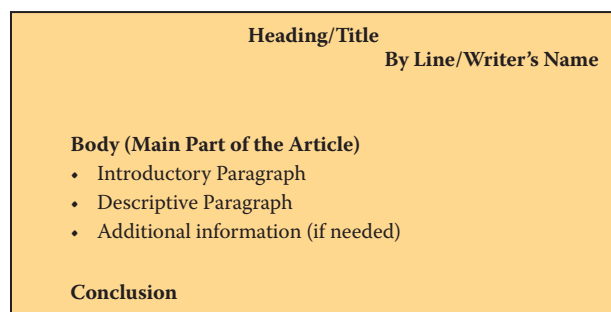 Heading/Title
By Line/Writer’s Name
Body (Main Part of the Article)
• Introductory Paragraph
• Descriptive Paragraph
• Additional information (if needed)
Conclusion